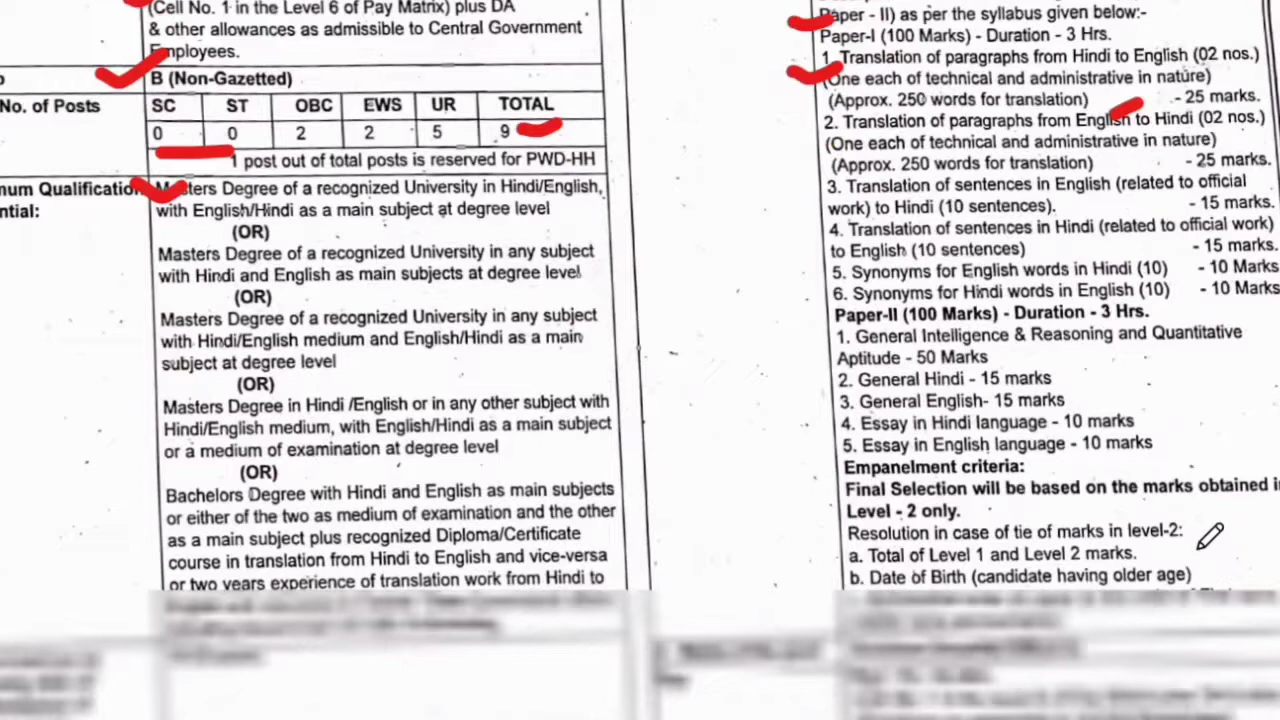 (Cell No. 1 in the Level 6 of Pay Matrix) plus DA
& other allowances as admissible to Central Government
Employees.
B (Non-Gazetted)
No. of Posts
SC ST OBC EWS UR TOTAL
0 0 2 2 5 9
1 post out of total posts is reserved for PWD-HH
Qualification
Masters Degree of a recognized University in Hindi/English,
with English/Hindi as a main subject at degree level
(OR)
Masters Degree of a recognized University in any subject
with Hindi and English as main subjects at degree level
(OR)
Masters Degree of a recognized University in any subject
with Hindi/English medium and English/Hindi as a main
subject at degree level
(OR)
Masters Degree in Hindi /English or in any other subject with
Hindi/English medium, with English/Hindi as a main subject
or a medium of examination at degree level
(OR)
Bachelors Degree with Hindi and English as main subjects
or either of the two as medium of examination and the other
as a main subject plus recognized Diploma/Certificate
course in translation from Hindi to English and vice-versa
or two years experience of translation work from Hindi to
Paper - II) as per the syllabus given below:-
Paper-I (100 Marks) - Duration - 3 Hrs.
1. Translation of paragraphs from Hindi to English (02 nos.)
(One each of technical and administrative in nature)
(Approx. 250 words for translation) - 25 marks.
2. Translation of paragraphs from English to Hindi (02 nos.)
(One each of technical and administrative in nature)
(Approx. 250 words for translation) - 25 marks.
3. Translation of sentences in English (related to official
work) to Hindi (10 sentences). - 15 marks.
4. Translation of sentences in Hindi (related to official work)
to English (10 sentences) - 15 marks.
5. Synonyms for English words in Hindi (10) - 10 Marks
6. Synonyms for Hindi words in English (10) - 10 Marks
Paper-II (100 Marks) - Duration - 3 Hrs.
1. General Intelligence & Reasoning and Quantitative
Aptitude - 50 Marks
2. General Hindi - 15 marks
3. General English- 15 marks
4. Essay in Hindi language - 10 marks
5. Essay in English language - 10 marks
Empanelment criteria:
Final Selection will be based on the marks obtained
Level - 2 only.
Resolution in case of tie of marks in level-2:
a. Total of Level 1 and Level 2 marks.
b. Date of Birth (candidate having older age)